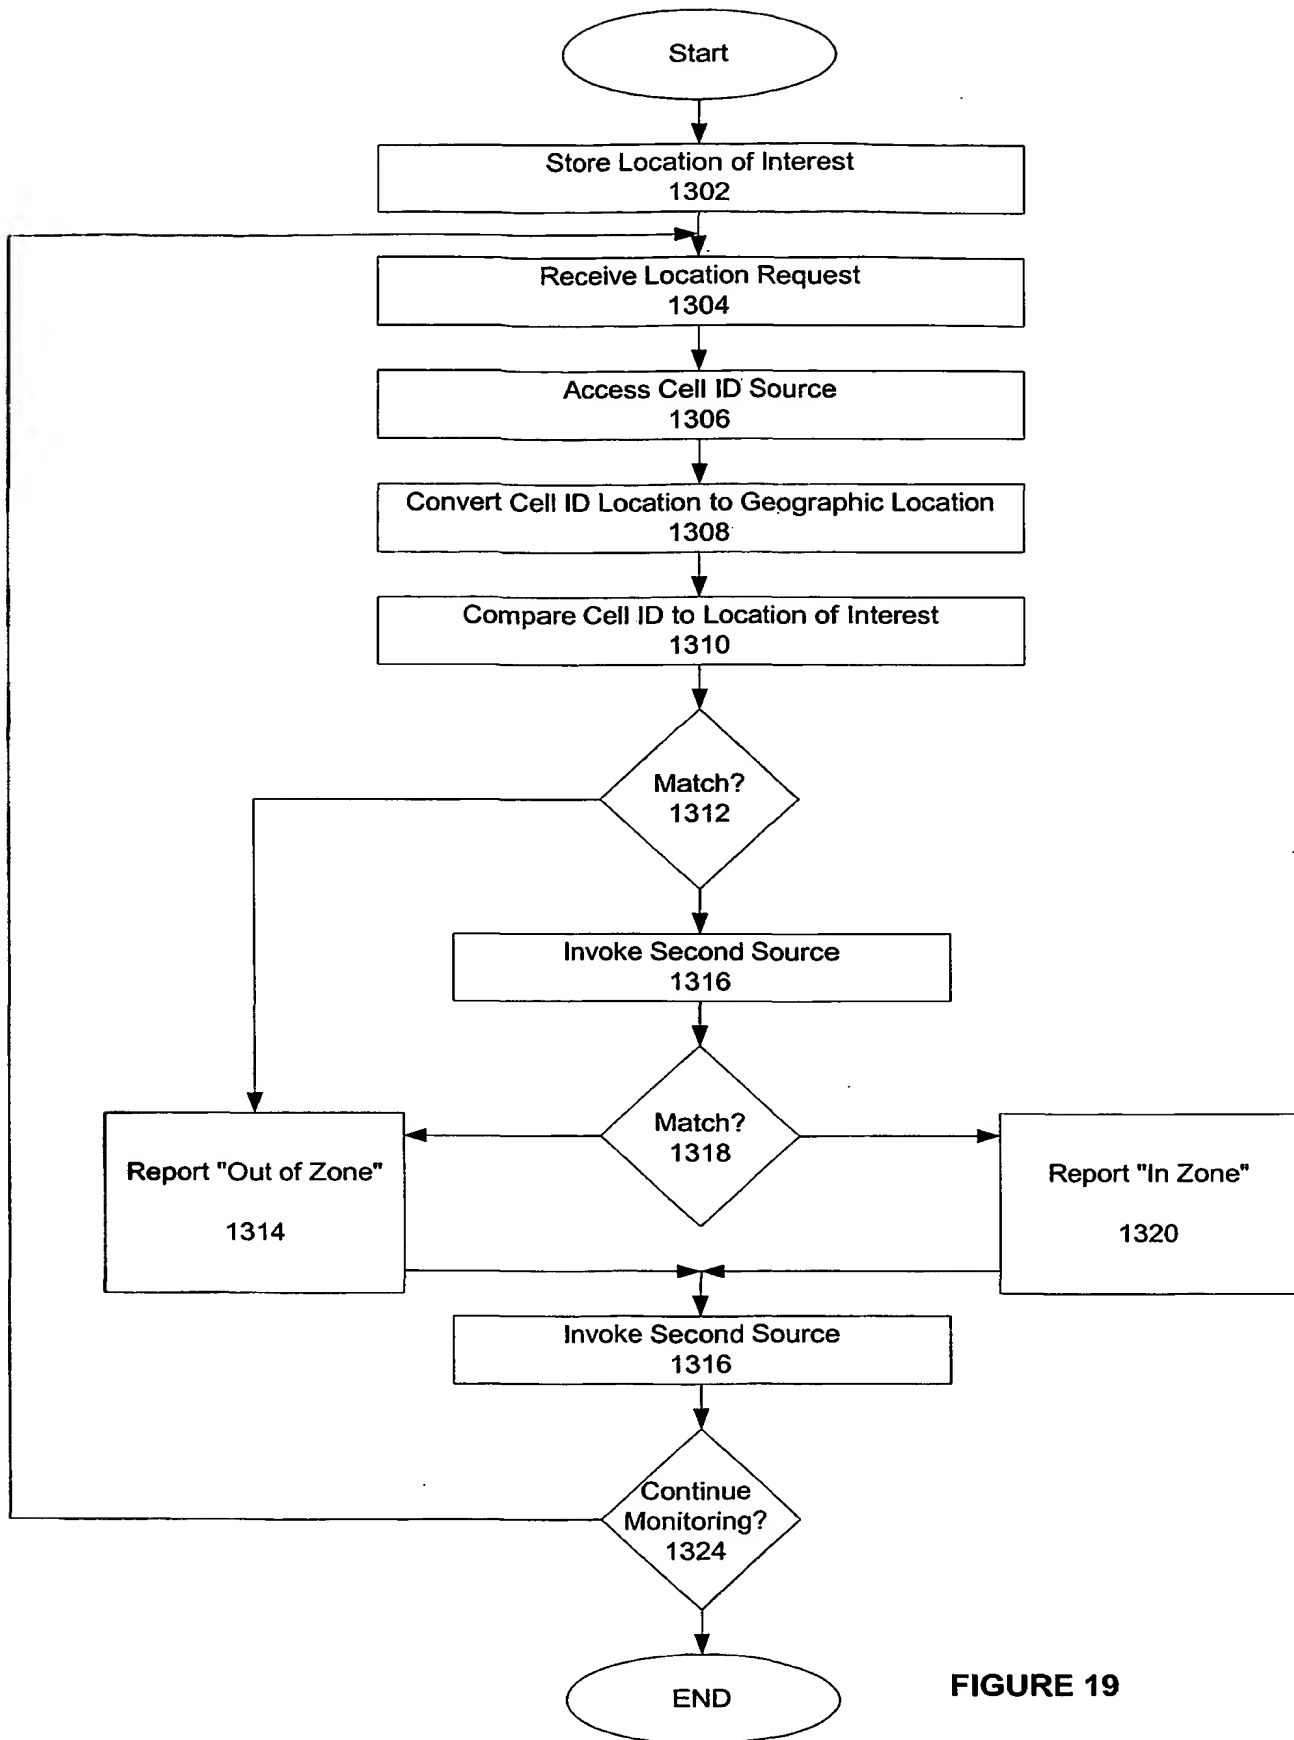 Start
Store Location of Interest
1302
Receive Location Request
1304
Access Cell ID Source
1306
Convert Cell ID Location to Geographic Location
1308
Compare Cell ID to Location of Interest
1310
Match?
1312
Invoke Second Source
1316
Match?
1318
Report "Out of Zone"
1314
Report "In Zone"
1320
Invoke Second Source
1316
Continue
Monitoring?
1324
END
FIGURE 19